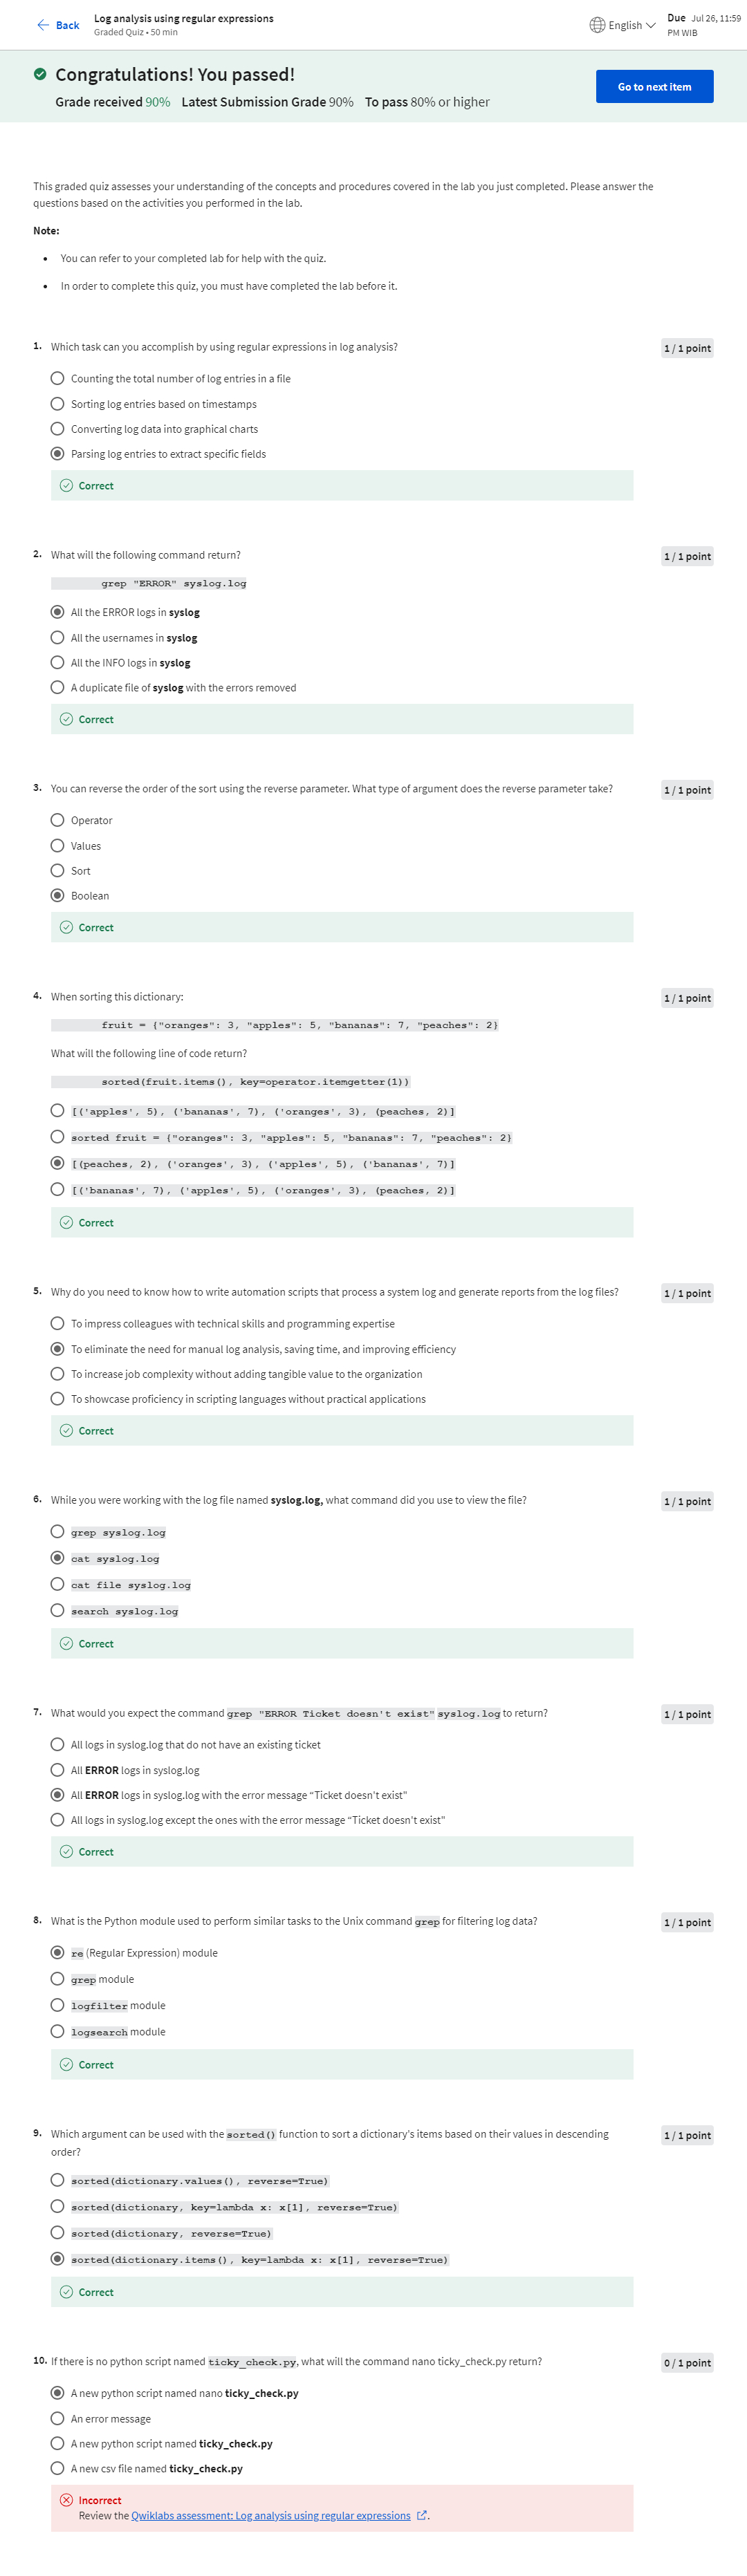 Back
Log analysis using regular expressions
Graded Quiz • 50 min
English
Due Jul 26, 11:59
PM WIB
Congratulations! You passed!
Grade received 90% Latest Submission Grade 90% To pass 80% or higher
Go to next item
This graded quiz assesses your understanding of the concepts and procedures covered in the lab you just completed. Please answer the
questions based on the activities you performed in the lab.
Note:
• You can refer to your completed lab for help with the quiz.
• In order to complete this quiz, you must have completed the lab before it.
1. Which task can you accomplish by using regular expressions in log analysis?
1 / 1 point
Counting the total number of log entries in a file
Sorting log entries based on timestamps
Converting log data into graphical charts
Parsing log entries to extract specific fields
Correct
2. What will the following command return?
1 / 1 point
grep "ERROR" syslog.log
All the ERROR logs in syslog
All the usernames in syslog
All the INFO logs in syslog
A duplicate file of syslog with the errors removed
Correct
3. You can reverse the order of the sort using the reverse parameter. What type of argument does the reverse parameter take?
1 / 1 point
Operator
Values
Sort
Boolean
Correct
4. When sorting this dictionary:
1 / 1 point
fruit = {"oranges": 3, "apples": 5, "bananas": 7, "peaches": 2}
What will the following line of code return?
sorted(fruit.items(), key=operator.itemgetter(1))
[('apples', 5), ('bananas', 7), ('oranges', 3), (peaches, 2)]
sorted fruit = {"oranges": 3, "apples": 5, "bananas": 7, "peaches": 2}
[(peaches, 2), ('oranges', 3), ('apples', 5), ('bananas', 7)]
[('bananas', 7), ('apples', 5), ('oranges', 3), (peaches, 2)]
Correct
5. Why do you need to know how to write automation scripts that process a system log and generate reports from the log files?
1 / 1 point
To impress colleagues with technical skills and programming expertise
To eliminate the need for manual log analysis, saving time, and improving efficiency
To increase job complexity without adding tangible value to the organization
To showcase proficiency in scripting languages without practical applications
Correct
6. While you were working with the log file named syslog.log, what command did you use to view the file?
1 / 1 point
grep syslog.log
cat syslog.log
cat file syslog.log
search syslog.log
Correct
7. What would you expect the command grep "ERROR Ticket doesn't exist" syslog.log to return?
1 / 1 point
All logs in syslog.log that do not have an existing ticket
All ERROR logs in syslog.log
All ERROR logs in syslog.log with the error message “Ticket doesn't exist”
All logs in syslog.log except the ones with the error message “Ticket doesn't exist”
Correct
8. What is the Python module used to perform similar tasks to the Unix command grep for filtering log data?
1 / 1 point
re (Regular Expression) module
grep module
logfilter module
logsearch module
Correct
9. Which argument can be used with the sorted() function to sort a dictionary's items based on their values in descending
order?
1 / 1 point
sorted(dictionary.values(), reverse=True)
sorted(dictionary, key=lambda x: x[1], reverse=True)
sorted(dictionary, reverse=True)
sorted(dictionary.items(), key=lambda x: x[1], reverse=True)
Correct
10. If there is no python script named ticky_check.py, what will the command nano ticky_check.py return?
0 / 1 point
A new python script named nano ticky_check.py
An error message
A new python script named ticky_check.py
A new csv file named ticky_check.py
Incorrect
Review the Qwiklabs assessment: Log analysis using regular expressions .